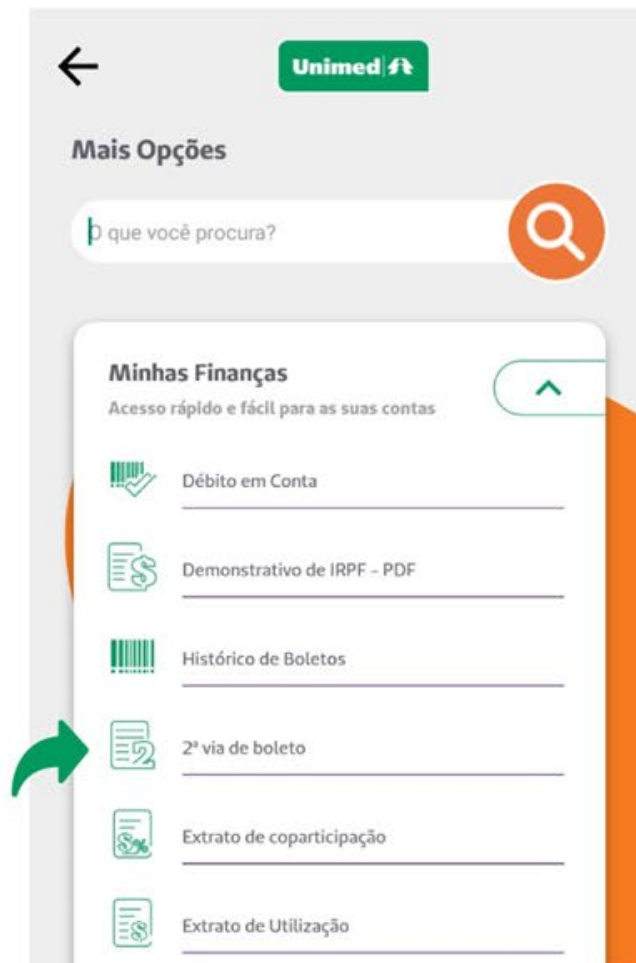 Unimed
Mais Opções
O que você procura?
Minhas Finanças
Acesso rápido e fácil para as suas contas
Débito em Conta
Demonstrativo de IRPF - PDF
Histórico de Boletos
2ª via de boleto
Extrato de coparticipação
Extrato de Utilização